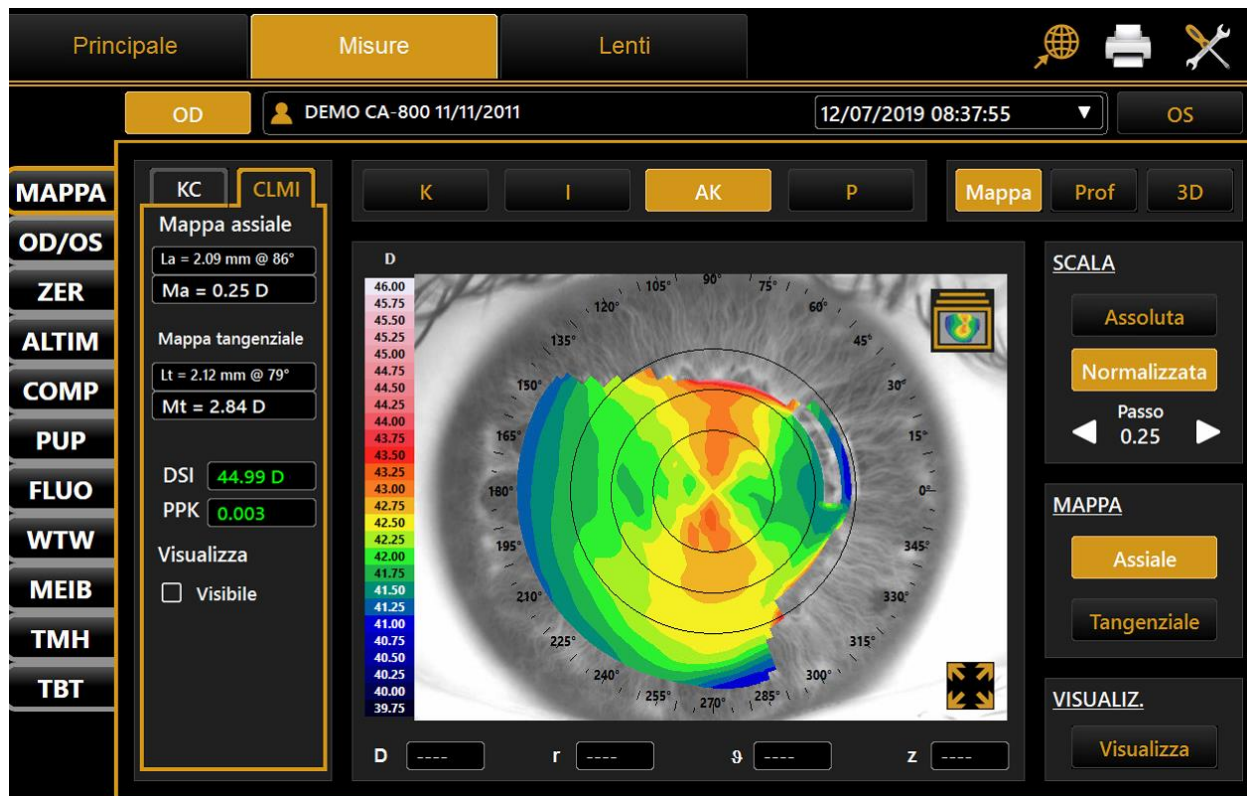 Principale Misure Lenti
OD DEMO CA-800 11/11/2011 12/07/2019 08:37:55 ▼ OS
MAPPA
OD/OS
ZER
ALTIM
COMP
PUP
FLUO
WTW
MEIB
TMH
TBT
KC CLMI
Mappa assiale
La = 2.09 mm @ 86°
Ma = 0.25 D
Mappa tangenziale
Lt = 2.12 mm @ 79°
Mt = 2.84 D
DSI 44.99 D
PPK 0.003
Visualizza
Visibile
K I AK P
Mappa Prof 3D
D
46.00
45.75
45.50
45.25
45.00
44.75
44.50
44.25
44.00
43.75
43.50
43.25
43.00
42.75
42.50
42.25
42.00
41.75
41.50
41.25
41.00
40.75
40.50
40.25
40.00
39.75
105° 90° 75°
120° 60°
135° 45°
150° 30°
165° 15°
180° 0°
195° 345°
210° 330°
225° 315°
240° 300°
255° 270° 285°
D ---- r ---- ϑ ---- z ----
SCALA
Assoluta
Normalizzata
Passo
0.25
MAPPA
Assiale
Tangenziale
VISUALIZ.
Visualizza